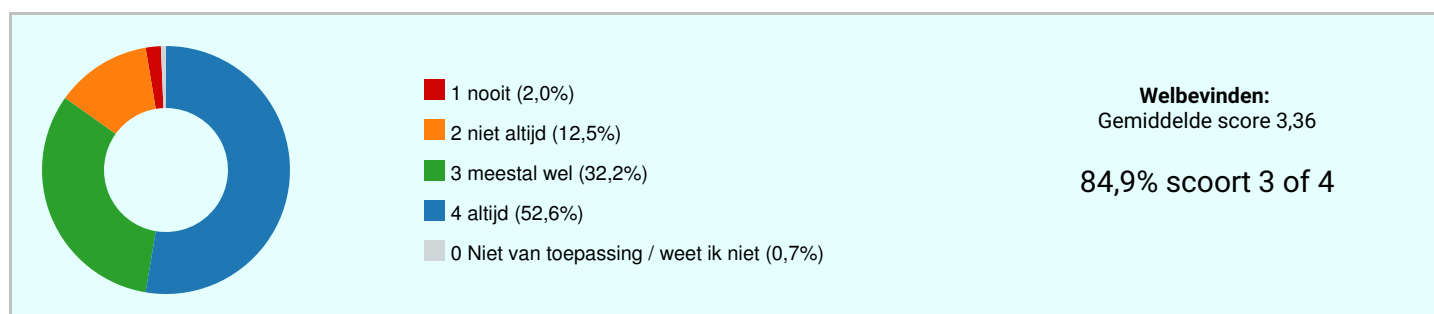 1 nooit (2,0%)
2 niet altijd (12,5%)
3 meestal wel (32,2%)
4 altijd (52,6%)
0 Niet van toepassing / weet ik niet (0,7%)
Welbevinden:
Gemiddelde score 3,36
84,9% scoort 3 of 4